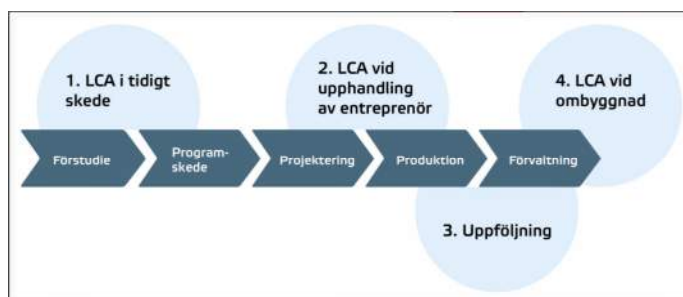 1. LCA i tidigt
skede
2. LCA vid
upphandling
av entreprenör
4. LCA vid
ombyggnad
Förstudie
Program-
skede
Projektering
Produktion
Förvaltning
3. Uppföljning